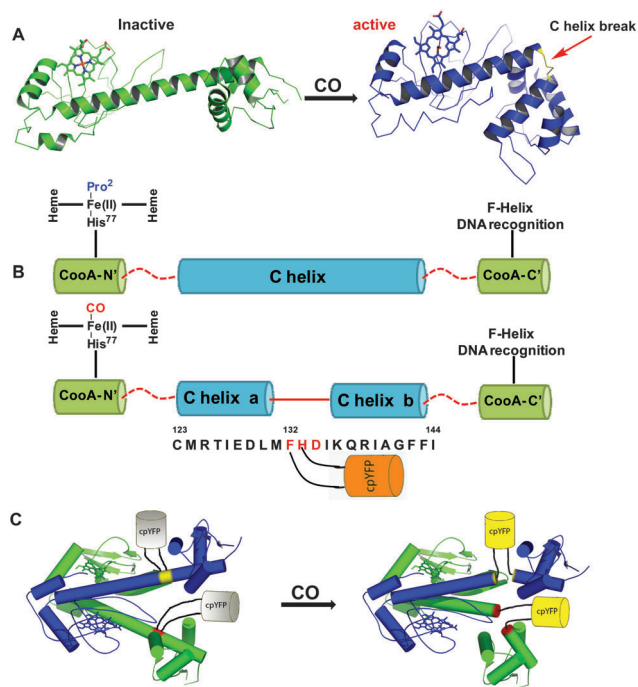 Inactive
active
C helix break
A
CO
Pro2
Heme Fe(II) Heme
His77
F-Helix
DNA recognition
B
CooA-N' C helix CooA-C'
CO
Heme Fe(II) Heme
His77
F-Helix
DNA recognition
CooA-N' C helix a C helix b CooA-C'
123 132 144
C M R T I E D L M F H D I K Q R I A G F F I
cpYFP
C
cpYFP
cpYFP
CO
cpYFP
cpYFP